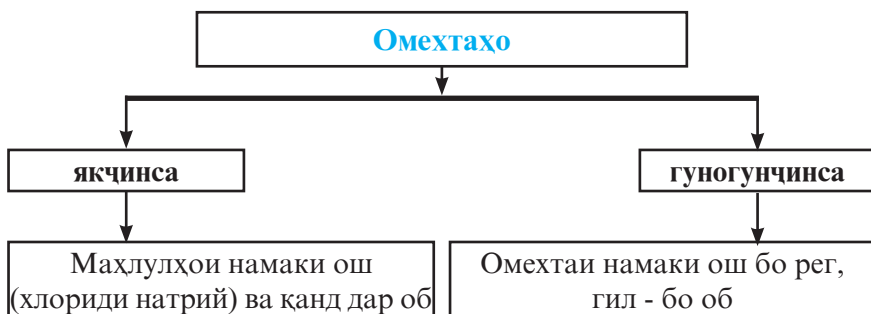 Омехтаҳо
якҷинса
гуногунҷинса
Маҳлулҳои намаки ош
(хлориди натрий) ва қанд дар об
Омехтаи намаки ош бо рег,
гил - бо об